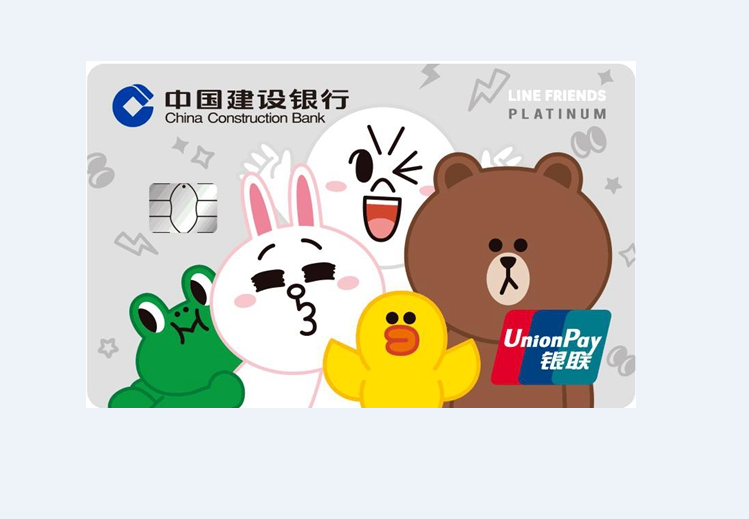 中国建设银行
China Construction Bank
LINE FRIENDS
PLATINUM
UnionPay
银联